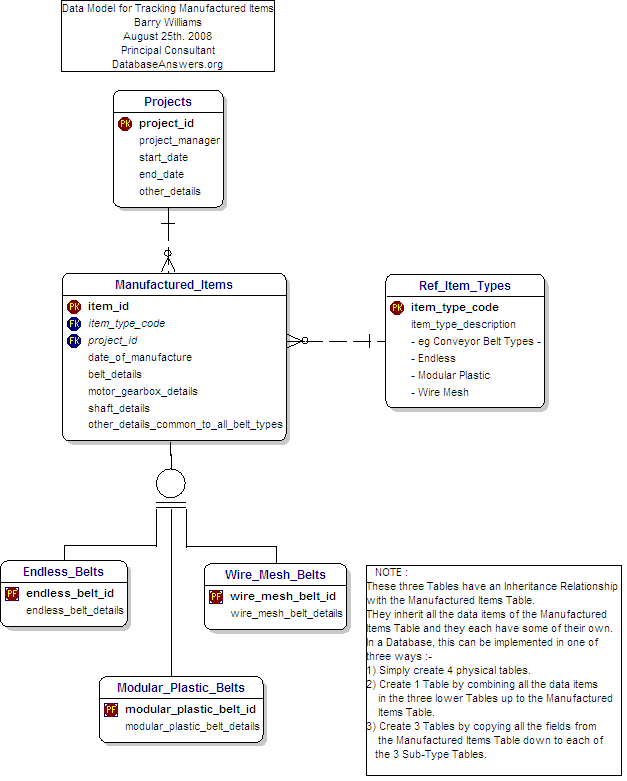 Data Model for Tracking Manufactured Items
Barry Williams
August 25th. 2008
Principal Consultant
DatabaseAnswers.org
Projects
PK project_id
project_manager
start_date
end_date
other_details
Manufactured_Items
PK item_id
FK item_type_code
FK project_id
date_of_manufacture
belt_details
motor_gearbox_details
shaft_details
other_details_common_to_all_belt_types
Ref_Item_Types
PK item_type_code
item_type_description
- eg Conveyor Belt Types -
- Endless
- Modular Plastic
- Wire Mesh
Endless_Belts
PF endless_belt_id
endless_belt_details
Wire_Mesh_Belts
PF wire_mesh_belt_id
wire_mesh_belt_details
Modular_Plastic_Belts
PF modular_plastic_belt_id
modular_plastic_belt_details
NOTE :
These three Tables have an Inheritance Relationship
with the Manufactured Items Table.
THey inherit all the data items of the Manufactured
Items Table and they each have some of their own.
In a Database, this can be implemented in one of
three ways :-
1) Simply create 4 physical tables.
2) Create 1 Table by combining all the data items
in the three lower Tables up to the Manufactured
Items Table.
3) Create 3 Tables by copying all the fields from
the Manufactured Items Table down to each of
the 3 Sub-Type Tables.